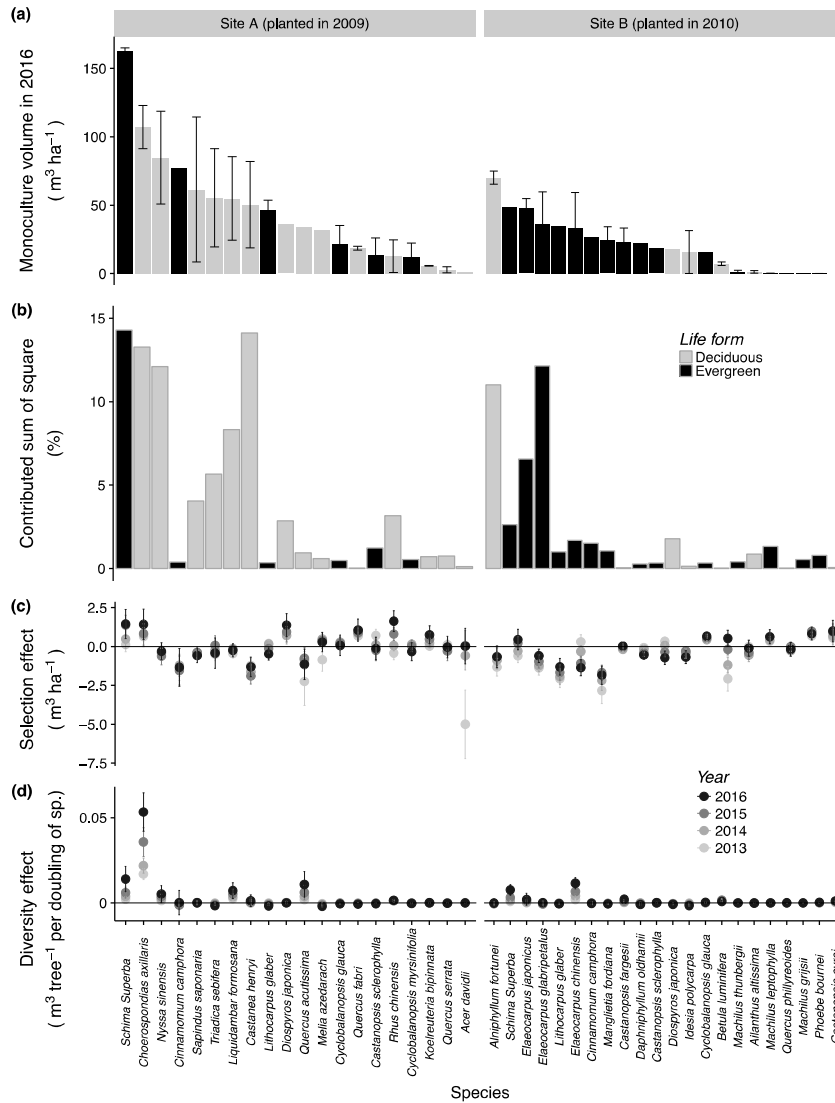 (a)
Site A (planted in 2009)
Site B (planted in 2010)
Monoculture volume in 2016
( m³ ha⁻¹ )
150
100
50
0
(b)
Contributed sum of square
(%)
15
10
5
0
Life form
Deciduous
Evergreen
(c)
Selection effect
( m³ ha⁻¹ )
2.5
0.0
−2.5
−5.0
−7.5
(d)
Diversity effect
( m³ tree⁻¹ per doubling of sp.)
0.05
0
Year
2016
2015
2014
2013
Schima Superba
Choerospondias axillaris
Nyssa sinensis
Cinnamomum camphora
Sapindus saponaria
Triadica sebifera
Liquidambar formosana
Castanea henryi
Lithocarpus glaber
Diospyros japonica
Quercus acutissima
Melia azedarach
Cyclobalanopsis glauca
Quercus fabri
Castanopsis sclerophylla
Rhus chinensis
Cyclobalanopsis myrsinifolia
Koelreuteria bipinnata
Quercus serrata
Acer davidii
Alniphyllum fortunei
Schima Superba
Elaeocarpus japonicus
Elaeocarpus glabripetalus
Lithocarpus glaber
Elaeocarpus chinensis
Cinnamomum camphora
Manglietia fordiana
Castanopsis fargesii
Daphniphyllum oldhamii
Castanopsis sclerophylla
Diospyros japonica
Idesia polycarpa
Cyclobalanopsis glauca
Betula luminifera
Machilus thunbergii
Ailanthus altissima
Machilus leptophylla
Quercus phillyreoides
Machilus grijsii
Phoebe bournei
Species